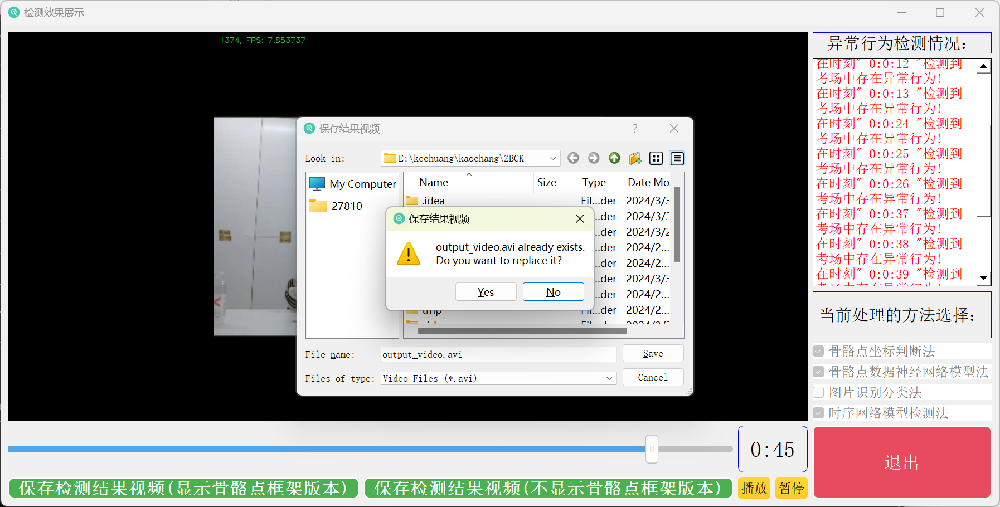 检测效果展示
1374, FPS: 7.853737
异常行为检测情况：
在时刻" 0:0:12 "检测到
考场中存在异常行为!
在时刻" 0:0:13 "检测到
考场中存在异常行为!
在时刻" 0:0:24 "检测到
考场中存在异常行为!
在时刻" 0:0:25 "检测到
考场中存在异常行为!
在时刻" 0:0:26 "检测到
考场中存在异常行为!
在时刻" 0:0:37 "检测到
考场中存在异常行为!
在时刻" 0:0:38 "检测到
考场中存在异常行为!
在时刻" 0:0:39 "检测到
保存结果视频
Look in:
E:\kechuang\kaochang\ZBCK
My Computer
27810
Name Size Type Date Mo
.idea Fil...der 2024/3/3
...der 2024/3/3
...der 2024/3/2
...der 2024/2...
...der 2024/2...
...der 2024/3/3
...der 2024/2...
tmp Fil...der 2024/2...
保存结果视频
output_video.avi already exists.
Do you want to replace it?
Yes
No
File name:
output_video.avi
Save
Files of type:
Video Files (*.avi)
Cancel
当前处理的方法选择：
骨骼点坐标判断法
骨骼点数据神经网络模型法
图片识别分类法
时序网络模型检测法
0:45
退出
保存检测结果视频(显示骨骼点框架版本)
保存检测结果视频(不显示骨骼点框架版本)
播放
暂停